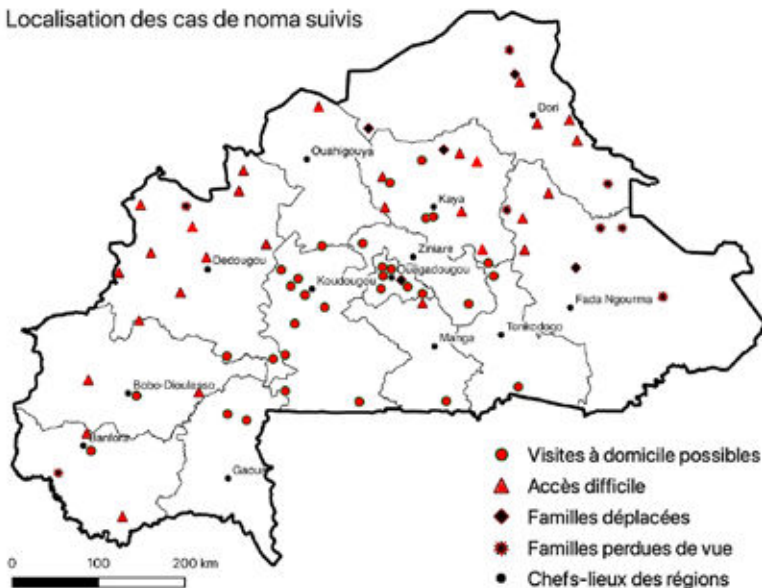 Localisation des cas de noma suivis
Dori
Ouahigouya
Kaya
Ziniaré
Dedougou
Ouagadougou
Koudougou
Fada Ngourma
Tenkodogo
Manga
Bobo-Dioulasso
Banfora
Gaoua
Visites à domicile possibles
Accès difficile
Familles déplacées
Familles perdues de vue
Chefs-lieux des régions
0 100 200 km